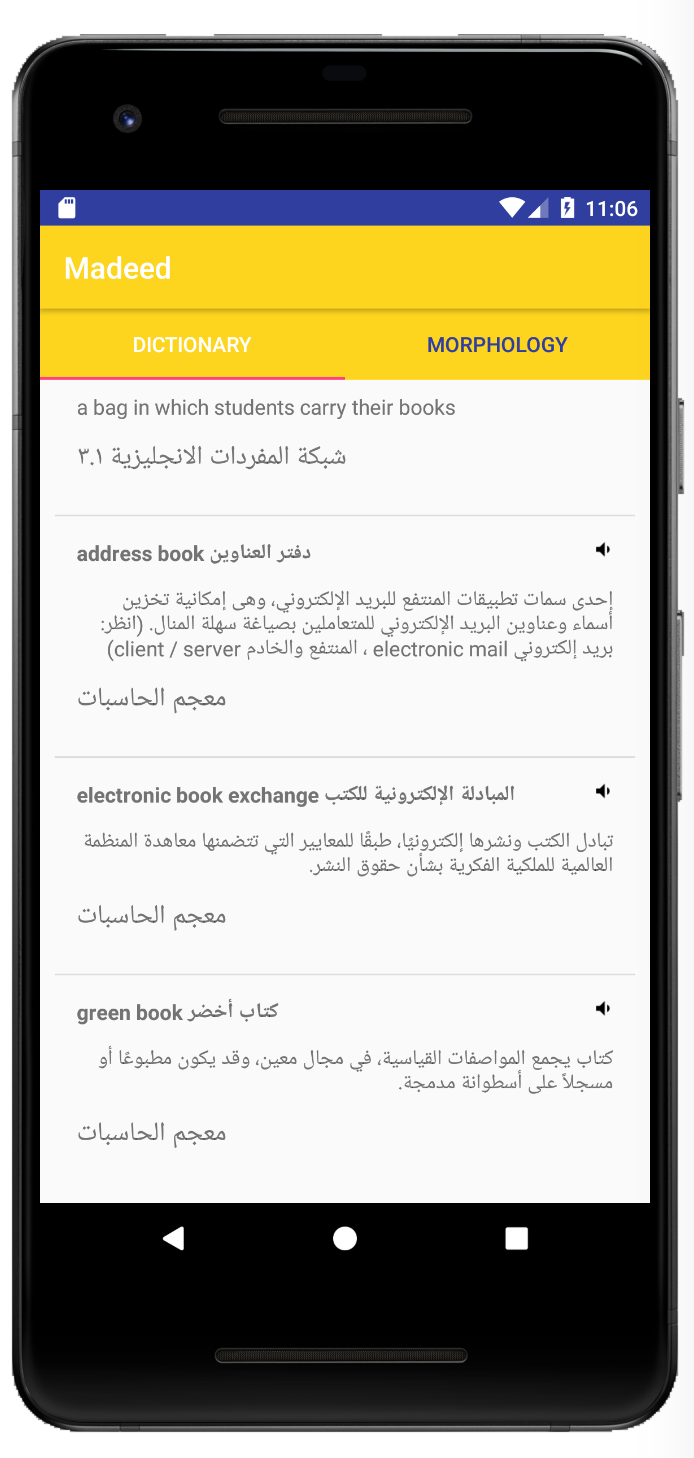 11:06
Madeed
DICTIONARY
MORPHOLOGY
a bag in which students carry their books
شبكة المفردات الانجليزية ٣.١
address book دفتر العناوين
إحدى سمات تطبيقات المنتفع للبريد الإلكتروني، وهى إمكانية تخزين
أسماء وعناوين البريد الإلكتروني للمتعاملين بصياغة سهلة المنال. (انظر:
بريد إلكتروني electronic mail ، المنتفع والخادم client / server)
معجم الحاسبات
electronic book exchange المبادلة الإلكترونية للكتب
تبادل الكتب ونشرها إلكترونيًا، طبقًا للمعايير التي تتضمنها معاهدة المنظمة
العالمية للملكية الفكرية بشأن حقوق النشر.
معجم الحاسبات
green book كتاب أخضر
كتاب يجمع المواصفات القياسية، في مجال معين، وقد يكون مطبوعًا أو
مسجلاً على أسطوانة مدمجة.
معجم الحاسبات